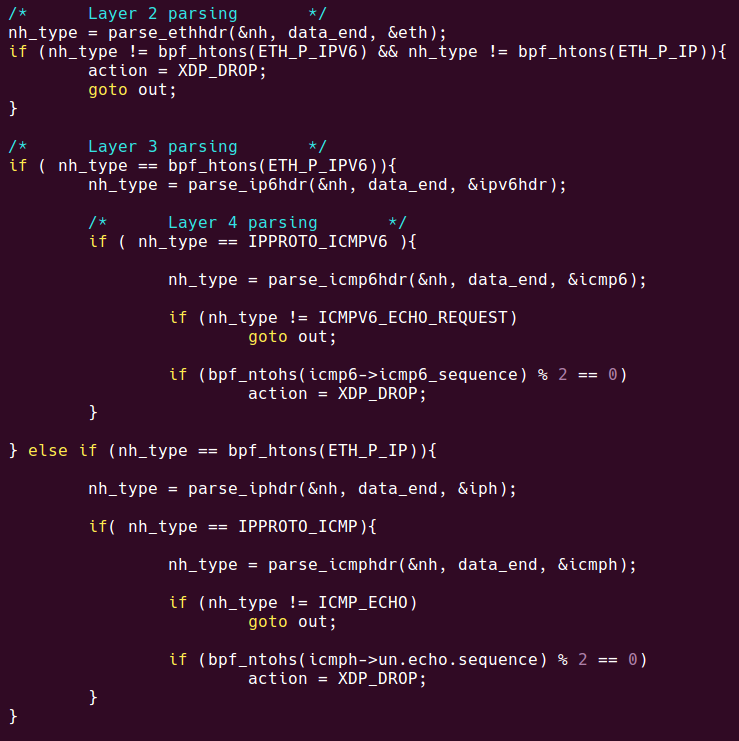 /*      Layer 2 parsing       */
nh_type = parse_ethhdr(&nh, data_end, &eth);
if (nh_type != bpf_htons(ETH_P_IPV6) && nh_type != bpf_htons(ETH_P_IP)){
        action = XDP_DROP;
        goto out;
}

/*      Layer 3 parsing       */
if ( nh_type == bpf_htons(ETH_P_IPV6)){
        nh_type = parse_ip6hdr(&nh, data_end, &ipv6hdr);

        /*      Layer 4 parsing       */
        if ( nh_type == IPPROTO_ICMPV6 ){

                nh_type = parse_icmp6hdr(&nh, data_end, &icmp6);

                if (nh_type != ICMPV6_ECHO_REQUEST)
                        goto out;

                if (bpf_ntohs(icmp6->icmp6_sequence) % 2 == 0)
                        action = XDP_DROP;
        }

} else if (nh_type == bpf_htons(ETH_P_IP)){

        nh_type = parse_iphdr(&nh, data_end, &iph);

        if( nh_type == IPPROTO_ICMP){

                nh_type = parse_icmphdr(&nh, data_end, &icmph);

                if (nh_type != ICMP_ECHO)
                        goto out;

                if (bpf_ntohs(icmph->un.echo.sequence) % 2 == 0)
                        action = XDP_DROP;
        }
}